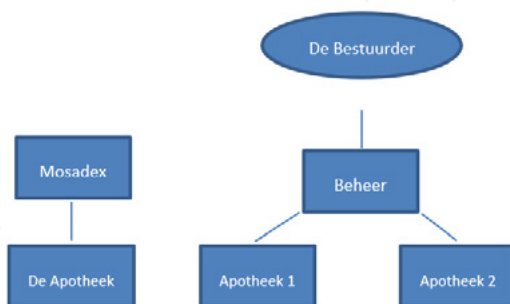 De Bestuurder
Mosadex
Beheer
De Apotheek
Apotheek 1
Apotheek 2